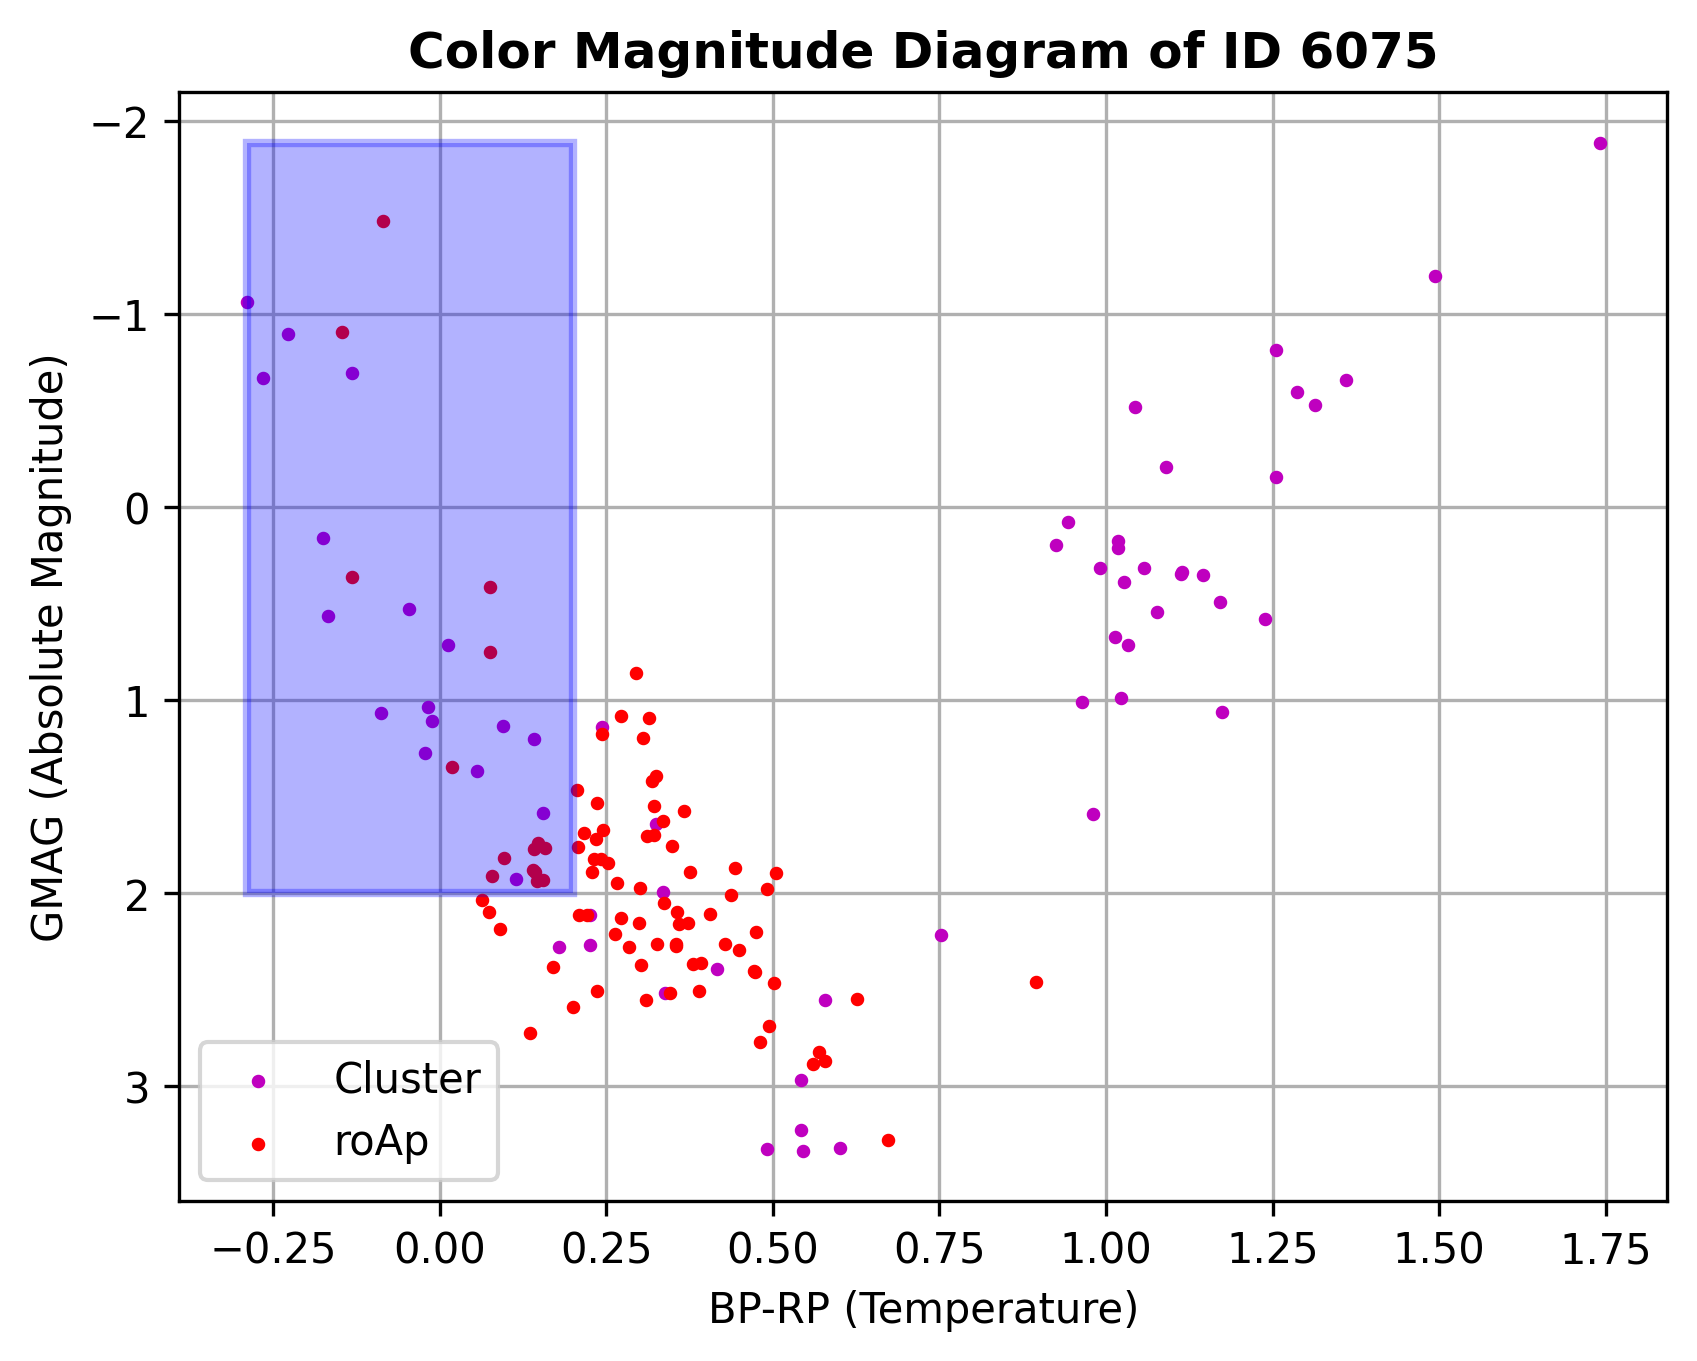 Color Magnitude Diagram of ID 6075
GMAG (Absolute Magnitude)
−2
−1
0
1
2
3
Cluster
roAp
−0.25 0.00 0.25 0.50 0.75 1.00 1.25 1.50 1.75
BP-RP (Temperature)